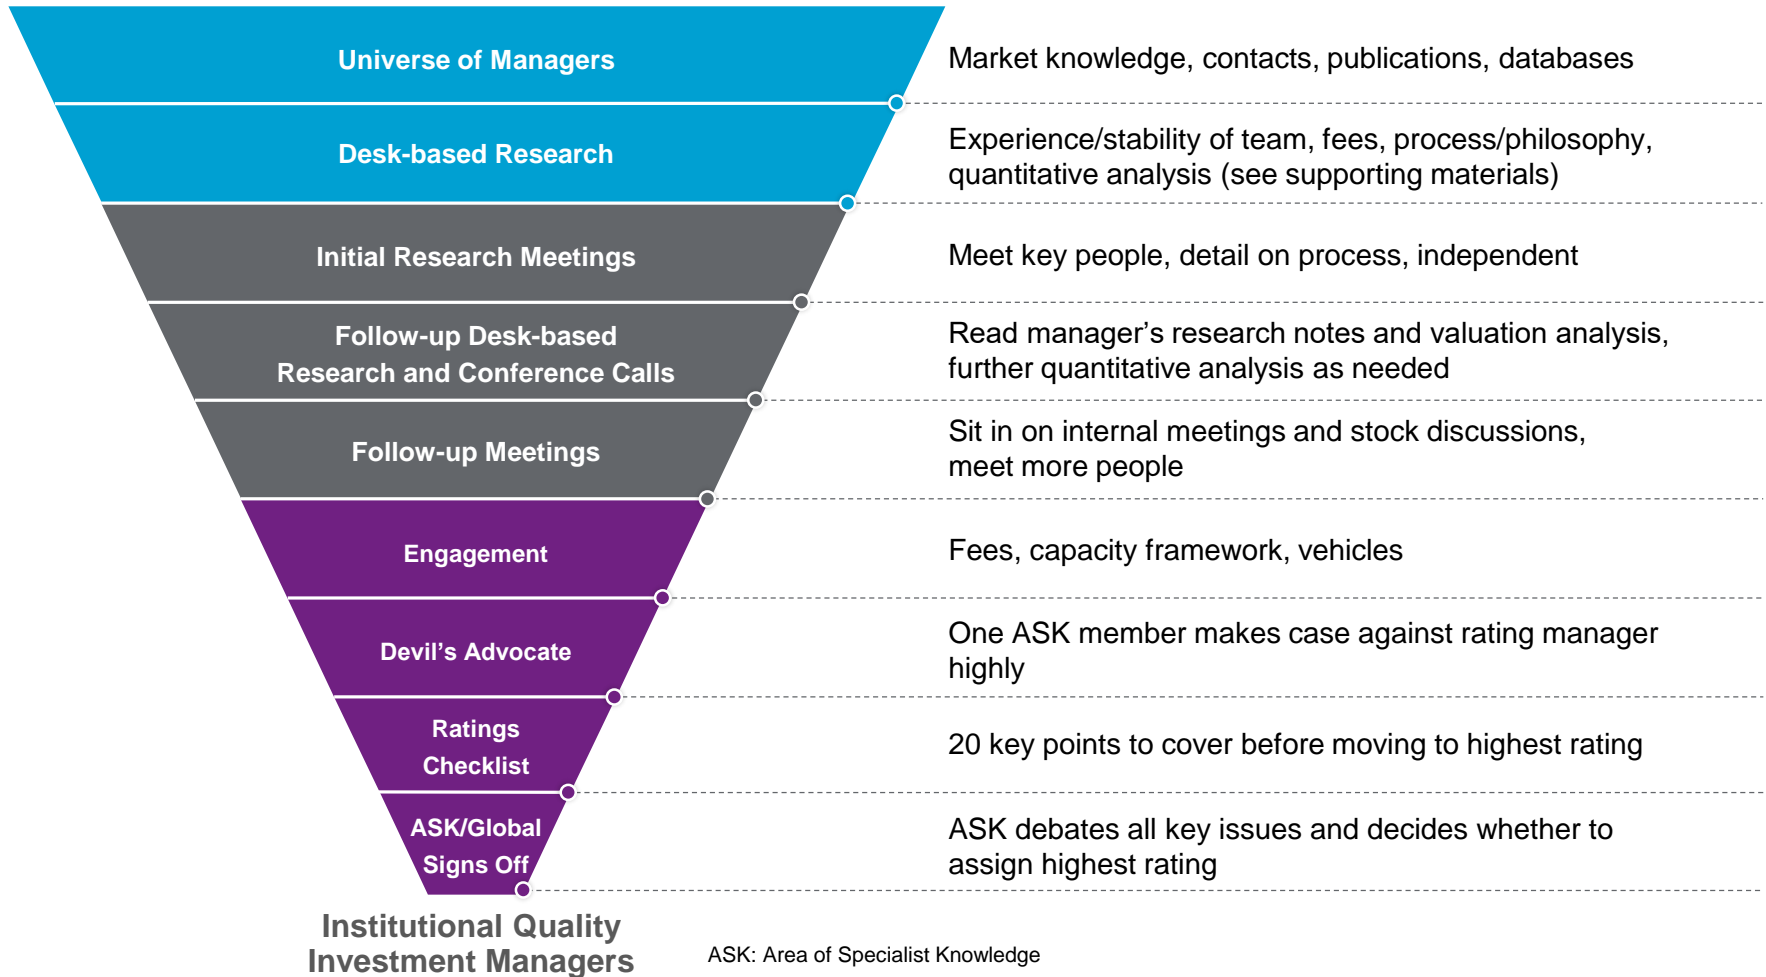 Universe of Managers
Market knowledge, contacts, publications, databases
Desk-based Research
Experience/stability of team, fees, process/philosophy,
quantitative analysis (see supporting materials)
Initial Research Meetings
Meet key people, detail on process, independent
Follow-up Desk-based
Research and Conference Calls
Read manager’s research notes and valuation analysis,
further quantitative analysis as needed
Follow-up Meetings
Sit in on internal meetings and stock discussions,
meet more people
Engagement
Fees, capacity framework, vehicles
Devil’s Advocate
One ASK member makes case against rating manager
highly
Ratings
Checklist
20 key points to cover before moving to highest rating
ASK/Global
Signs Off
ASK debates all key issues and decides whether to
assign highest rating
Institutional Quality
Investment Managers
ASK: Area of Specialist Knowledge